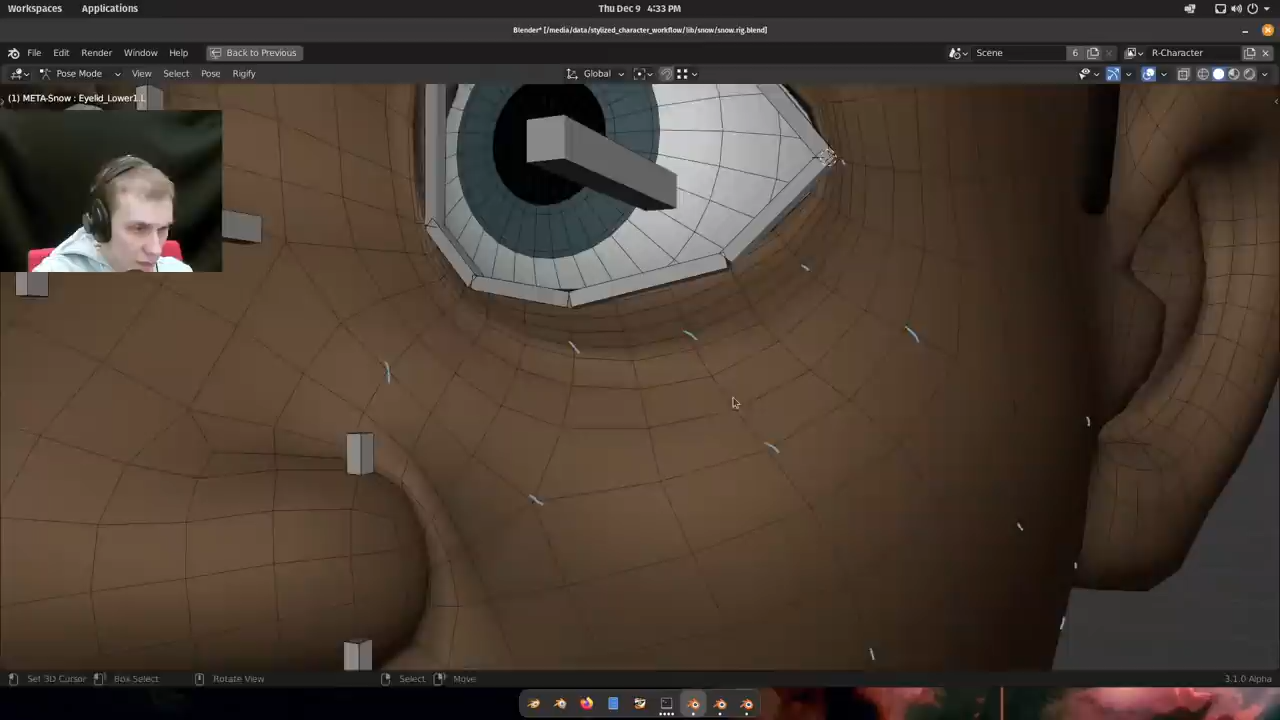 Workspaces Applications Thu Dec 9 4:33 PM
Blender* [/media/data/stylized_character_workflow/lib/snow/snow.rig.blend]
File Edit Render Window Help Back to Previous Scene 6 R-Character
Pose Mode View Select Pose Rigify Global
(1) META-Snow : Eyelid_Lower1.L
Set 3D Cursor Box Select Rotate View Select Move 3.1.0 Alpha